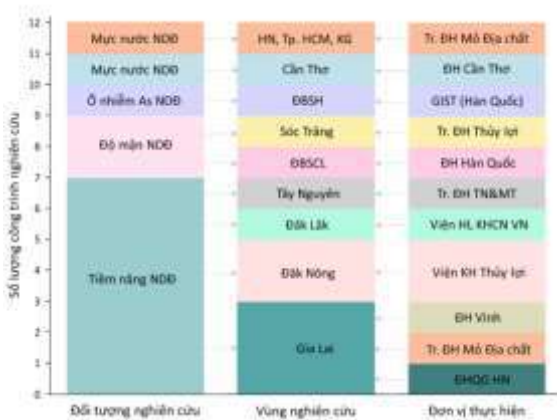 Số lượng công trình nghiên cứu
12
11
10
9
8
7
6
5
4
3
2
1
0
Mực nước NDĐ
Mực nước NDĐ
Ô nhiễm As NDĐ
Độ mặn NDĐ
Tiềm năng NDĐ
Đối tượng nghiên cứu
HN, Tp. HCM, KG
Cần Thơ
ĐBSH
Sóc Trăng
ĐBSCL
Tây Nguyên
Đăk Lăk
Đăk Nông
Gia Lai
Vùng nghiên cứu
Tr. ĐH Mỏ Địa chất
ĐH Cần Thơ
GIST (Hàn Quốc)
Tr. ĐH Thủy lợi
ĐH Hàn Quốc
Tr. ĐH TN&MT
Viện HL KHCN VN
Viện KH Thủy lợi
ĐH Vinh
Tr. ĐH Mỏ Địa chất
ĐHQG HN
Đơn vị thực hiện